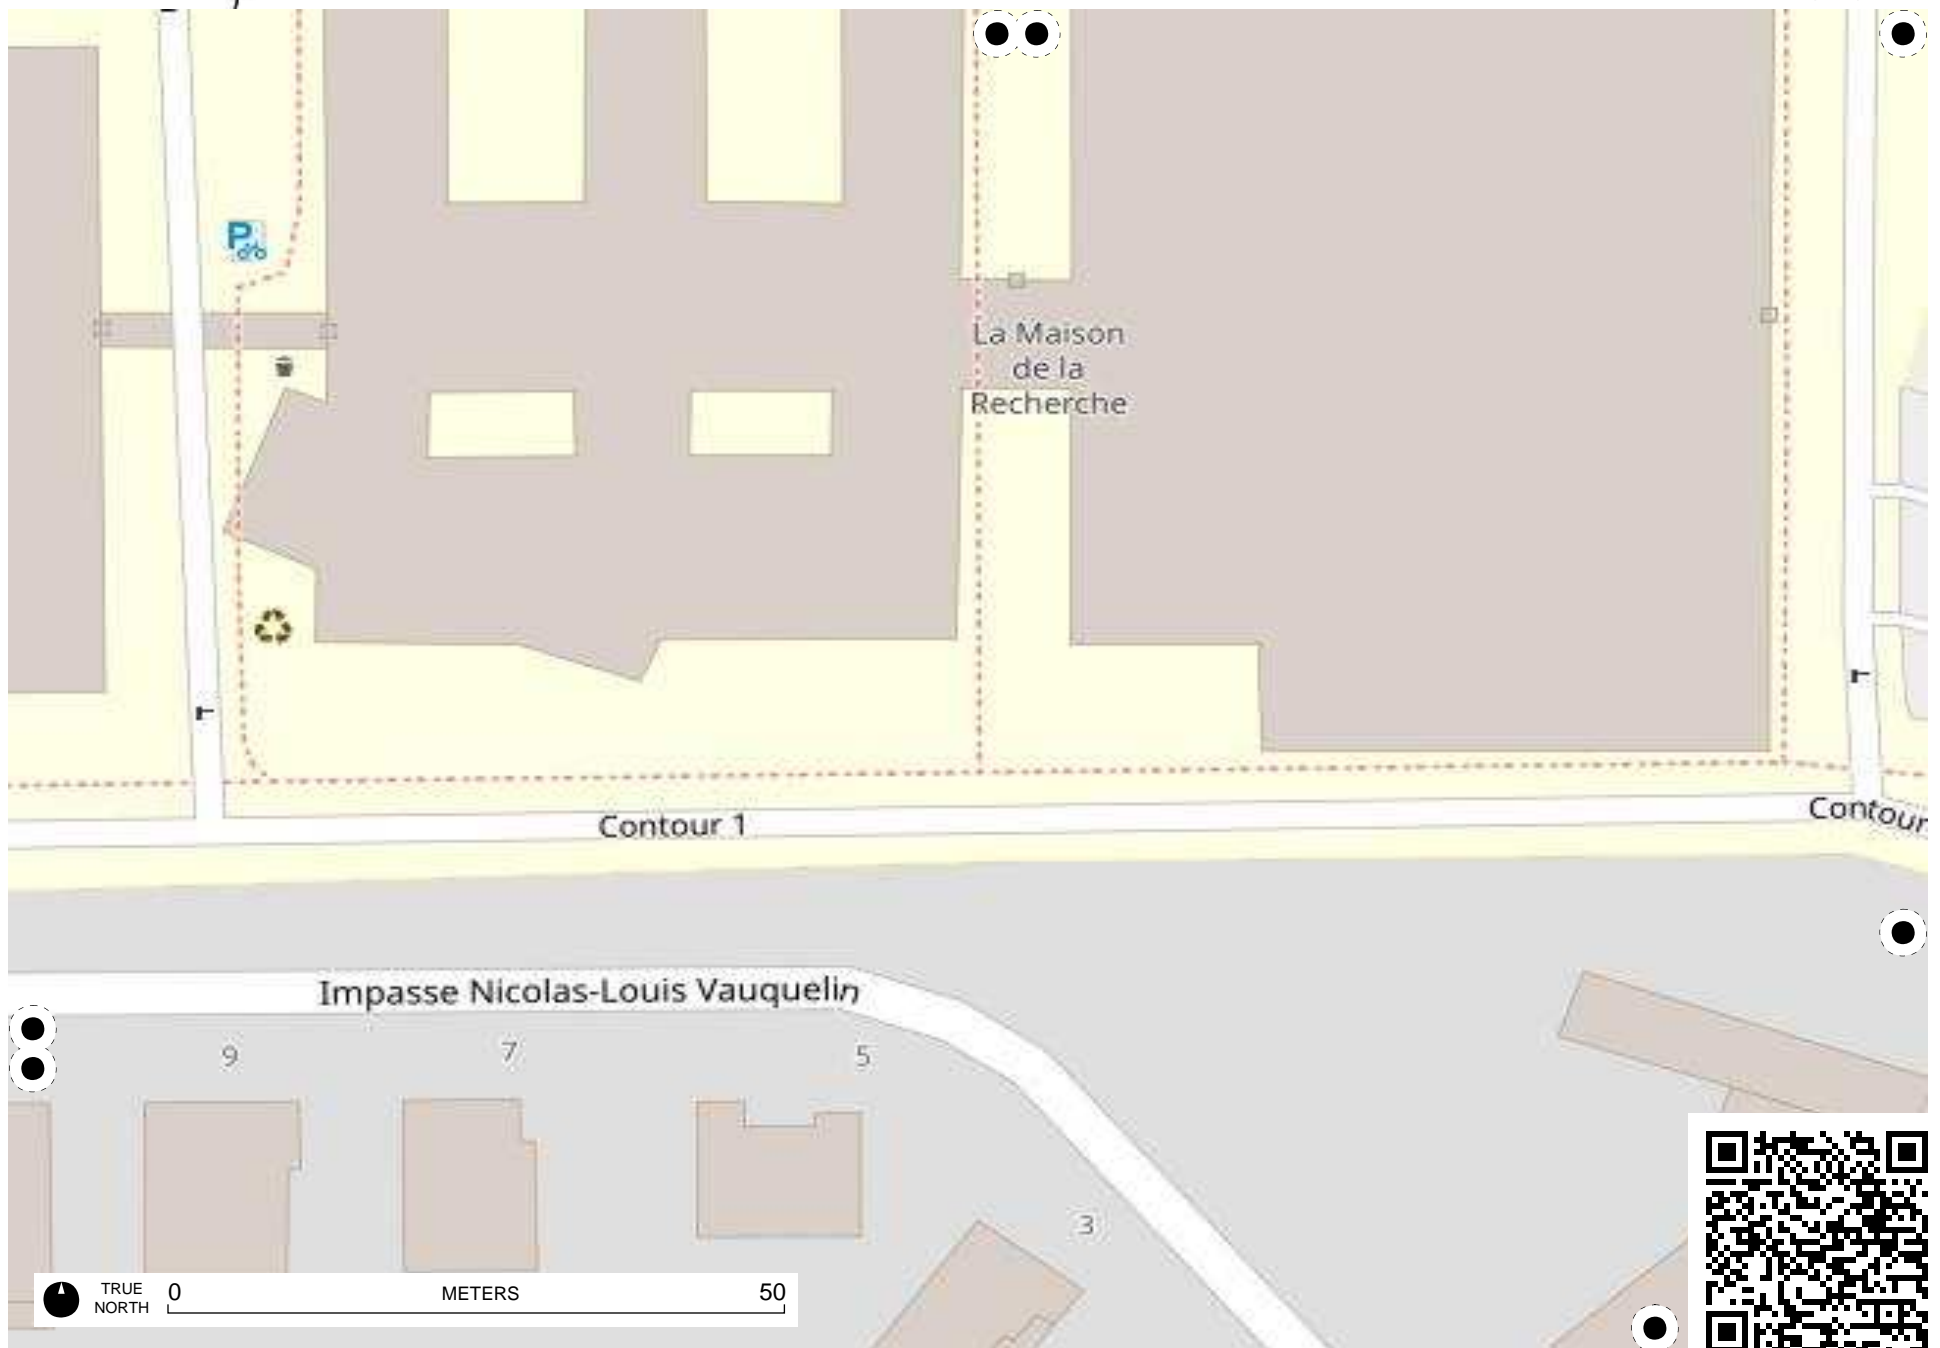 P
La Maison
de la
Recherche
Contour 1
Contour
Impasse Nicolas-Louis Vauquelin
9
7
5
3
TRUE
NORTH
0
METERS
50